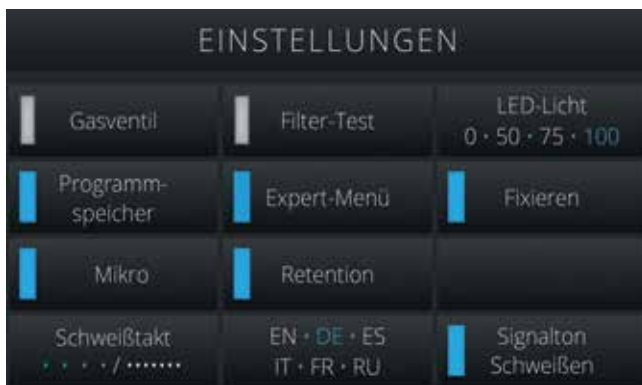 EINSTELLUNGEN
Gasventil
Filter-Test
LED-Licht
0 · 50 · 75 · 100
Programm-
speicher
Expert-Menü
Fixieren
Mikro
Retention
Schweißtakt
· · · · / ·······
EN · DE · ES
IT · FR · RU
Signalton
Schweißen